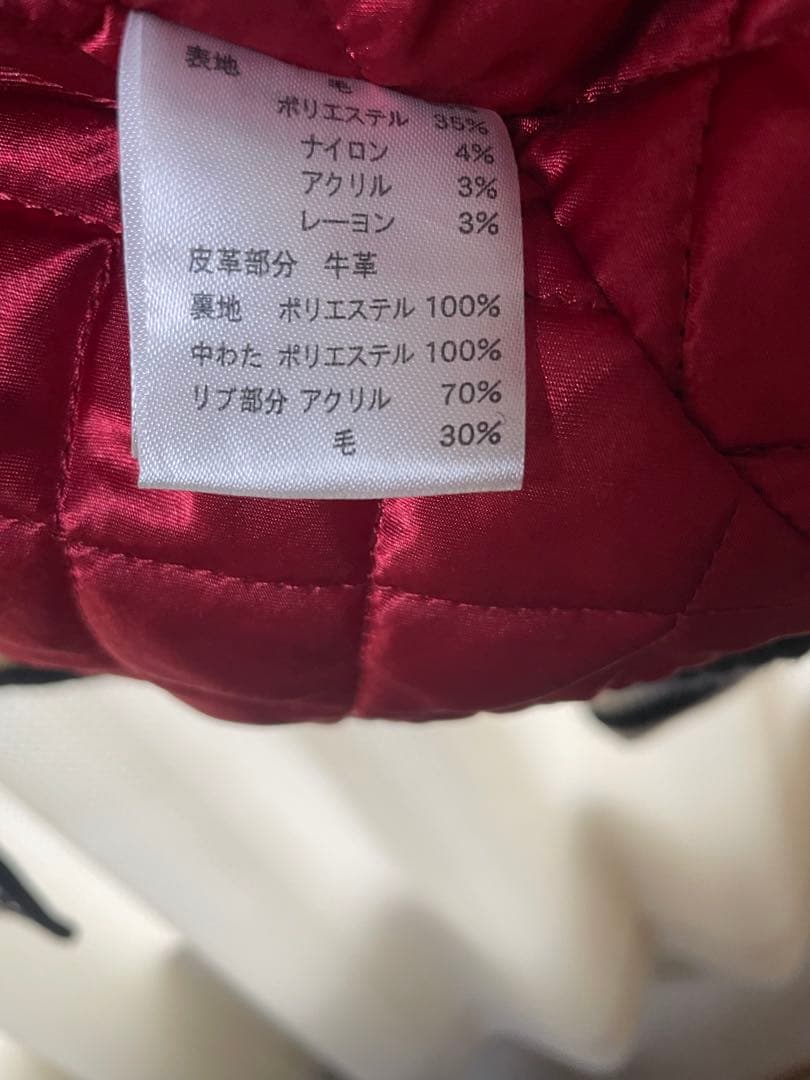 表地 毛
ポリエステル 35%
ナイロン 4%
アクリル 3%
レーヨン 3%
皮革部分 牛革
裏地 ポリエステル 100%
中わた ポリエステル 100%
リブ部分 アクリル 70%
毛 30%